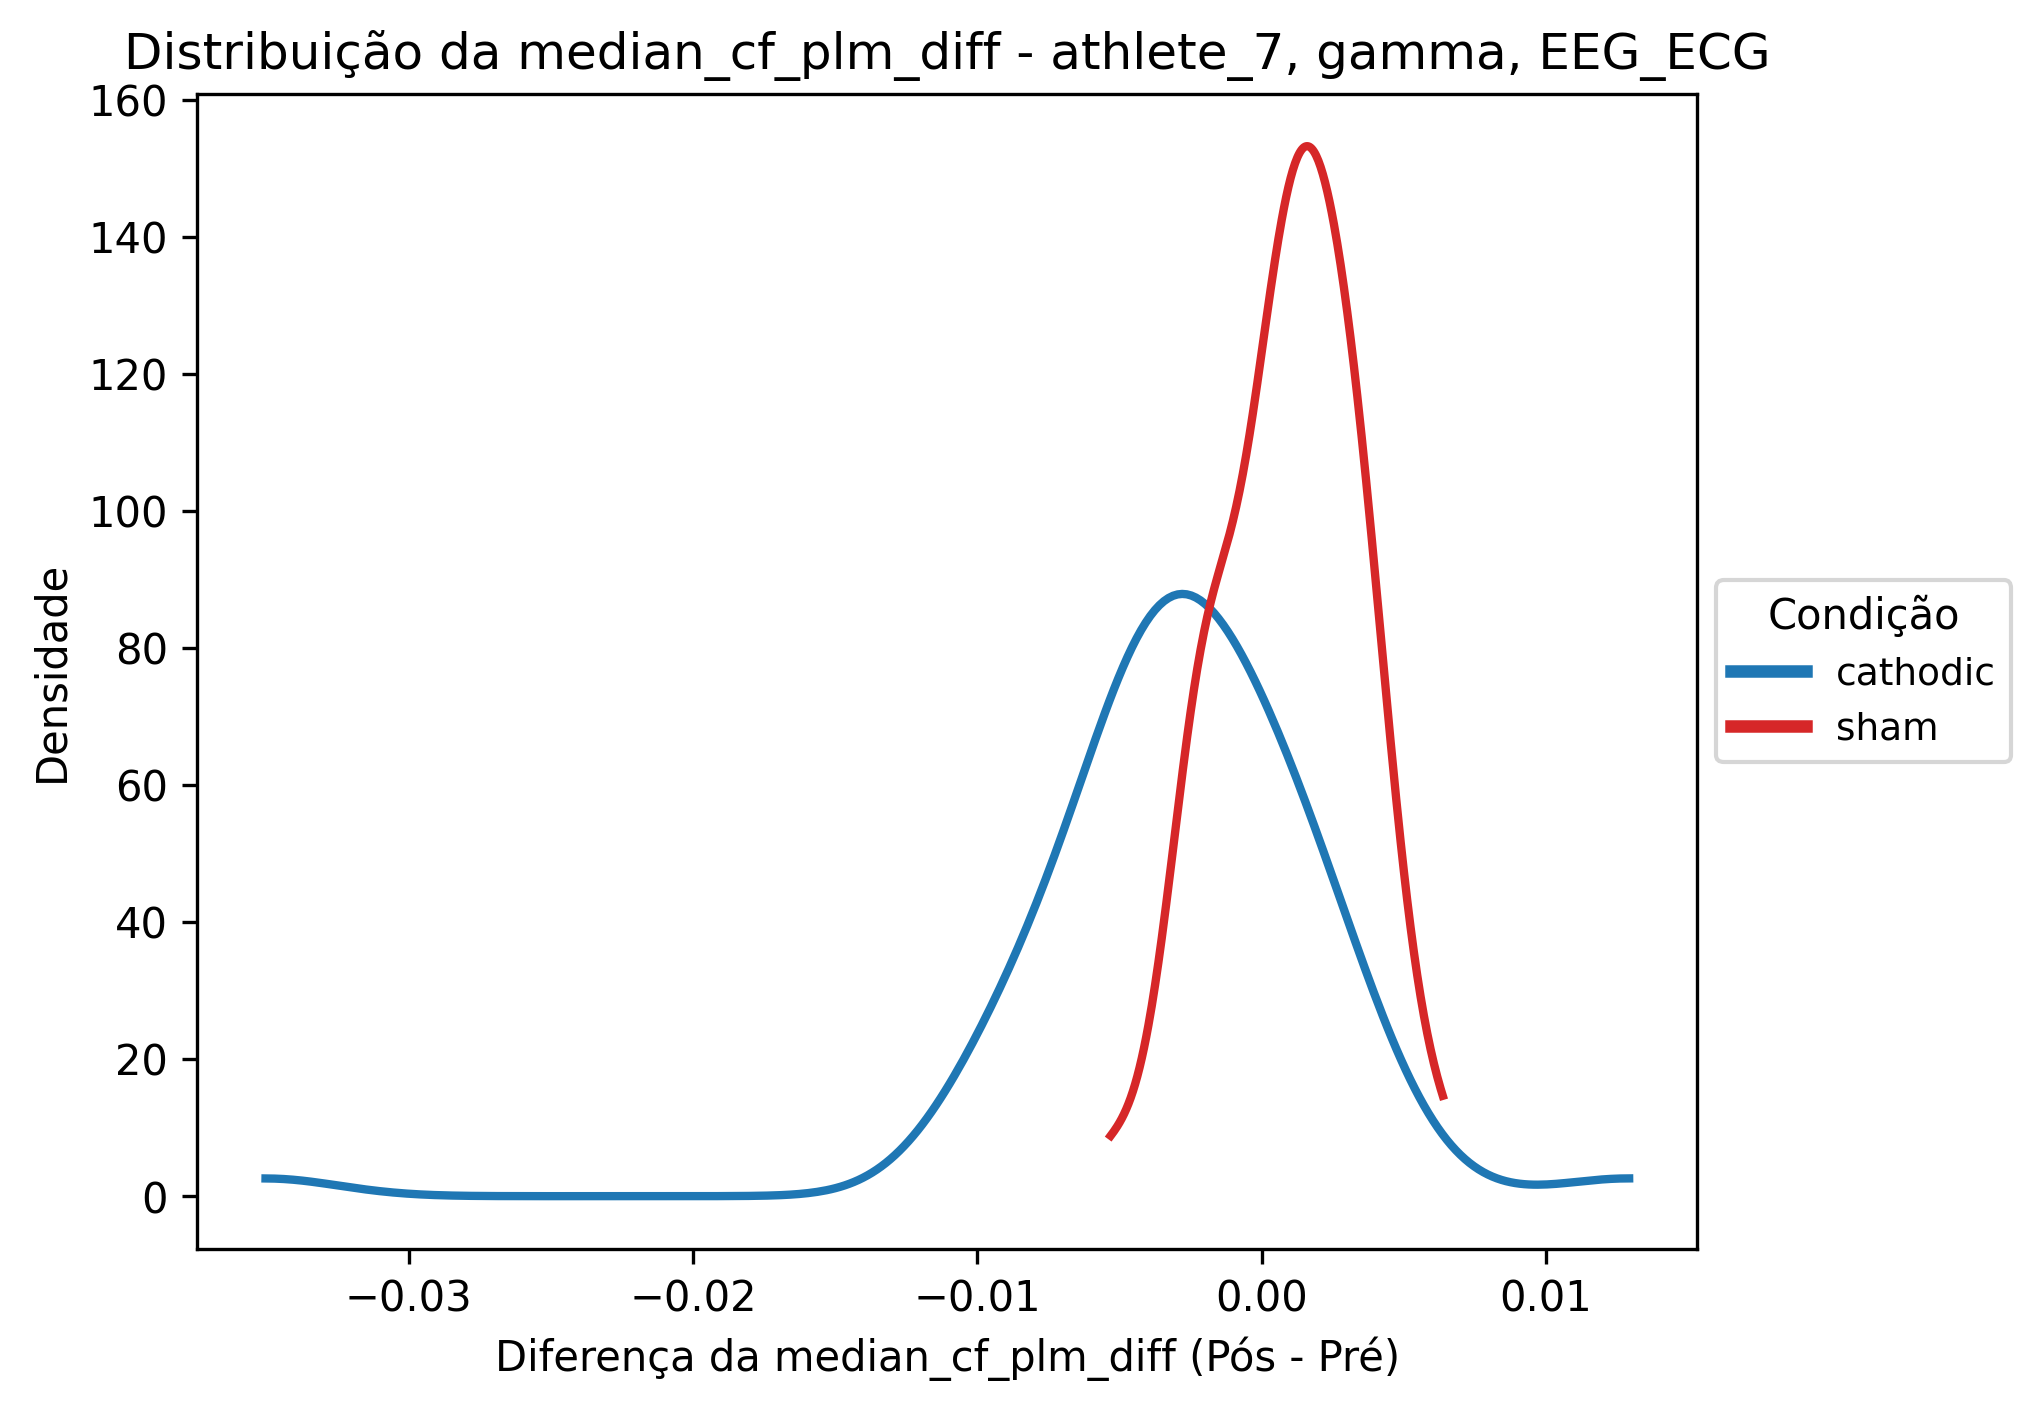 Distribuição da median_cf_plm_diff - athlete_7, gamma, EEG_ECG
160
140
120
100
80
60
40
20
0
Densidade
−0.03
−0.02
−0.01
0.00
0.01
Diferença da median_cf_plm_diff (Pós - Pré)
Condição
cathodic
sham